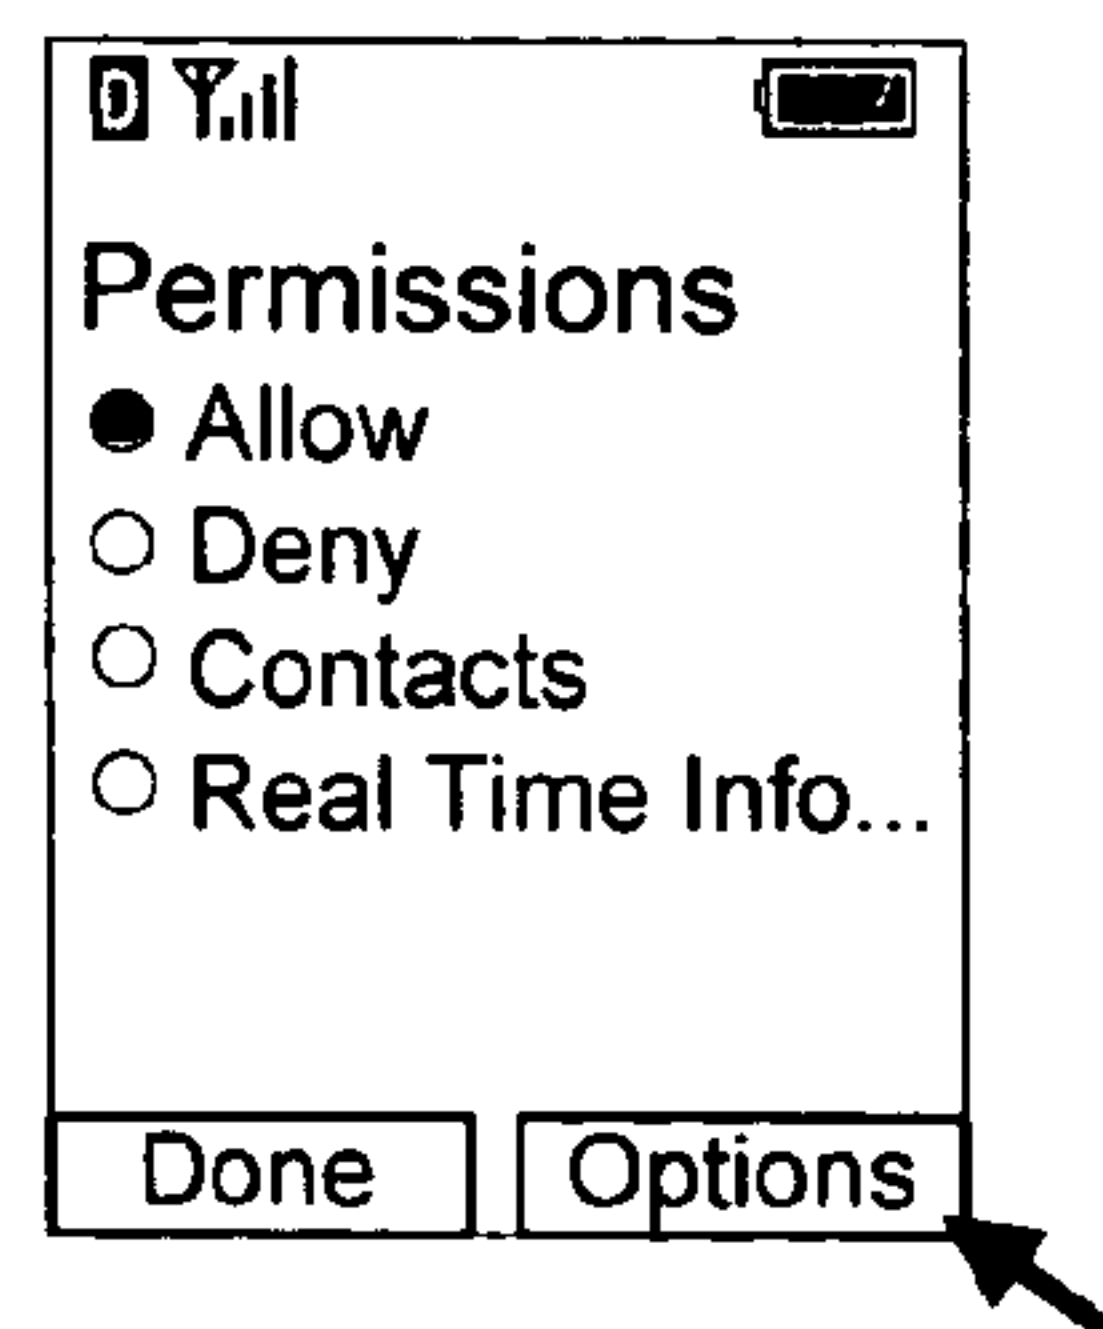 Permissions
Allow
Deny
Contacts
Real Time Info...
Done
Options